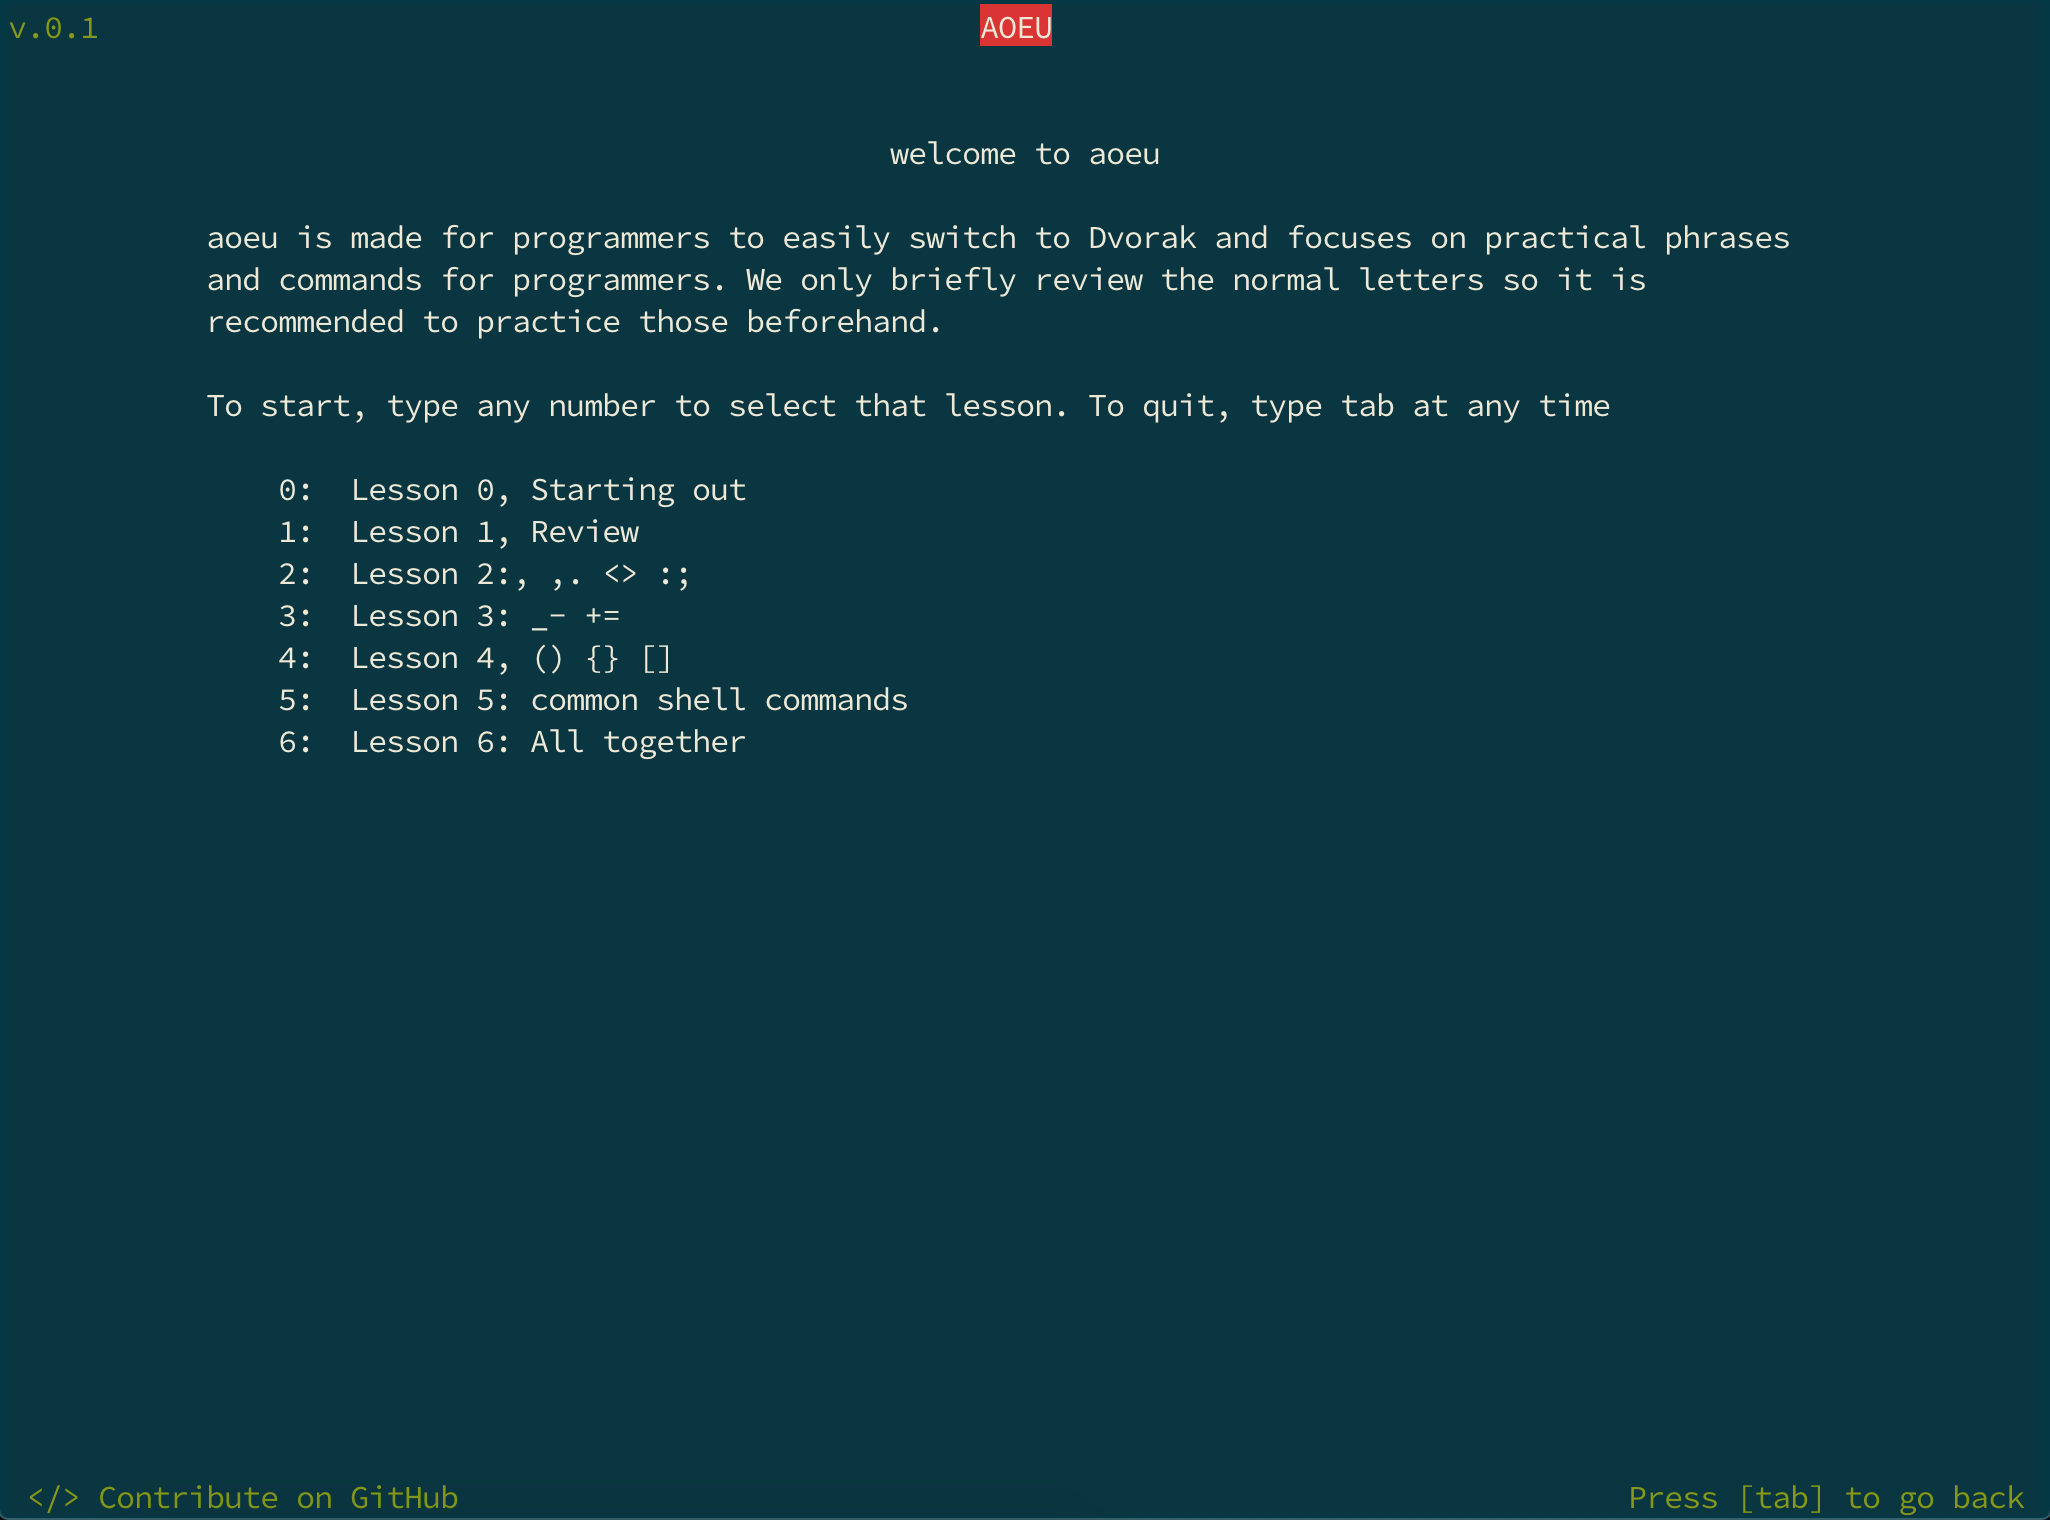 v.0.1 AOEU
welcome to aoeu
aoeu is made for programmers to easily switch to Dvorak and focuses on practical phrases
and commands for programmers. We only briefly review the normal letters so it is
recommended to practice those beforehand.
To start, type any number to select that lesson. To quit, type tab at any time
0: Lesson 0, Starting out
1: Lesson 1, Review
2: Lesson 2:, ,. <> :;
3: Lesson 3: _- +=
4: Lesson 4, () {} []
5: Lesson 5: common shell commands
6: Lesson 6: All together
</> Contribute on GitHub Press [tab] to go back